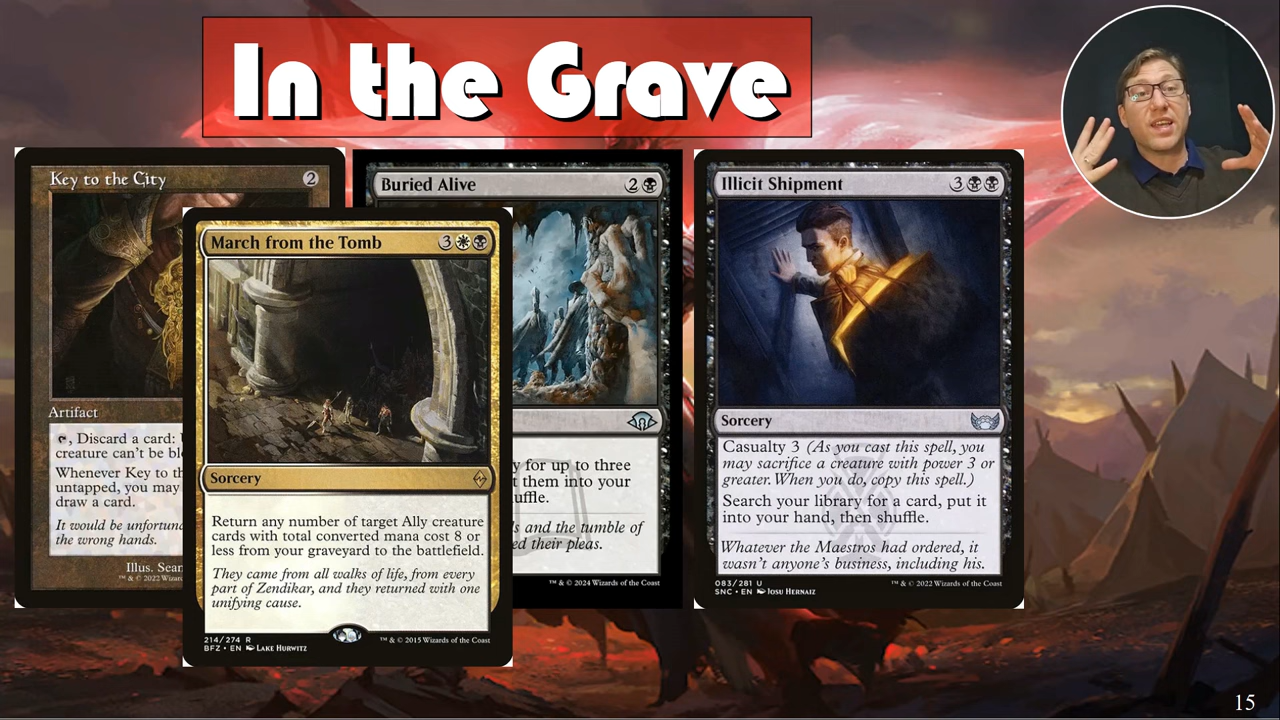 In the Grave
Key to the City 2
Artifact
, Discard a card:
creature can't be
Whenever Key to
untapped, you may
draw a card.
It would be
the wrong hands.
Illus.
™ & © 2022
March from the Tomb 3
Sorcery
Return any number of target Ally creature
cards with total converted mana cost 8 or
less from your graveyard to the battlefield.
They came from all walks of life, from every
part of Zendikar, and they returned with one
unifying cause.
214/274 R
BFZ • EN Lake Hurwitz
™ & © 2015 Wizards of the Coast
Buried Alive 2
for up to three
them into your
and the tumble of
their pleas.
™ & © 2024 Wizards of the Coast
Illicit Shipment 3
Sorcery
Casualty 3 (As you cast this spell, you
may sacrifice a creature with power 3 or
greater. When you do, copy this spell.)
Search your library for a card, put it
into your hand, then shuffle.
Whatever the Maestros had ordered, it
wasn't anyone's business, including his.
083/281 U
SNC • EN Josu Hernaiz
™ & © 2022 Wizards of the Coast
15